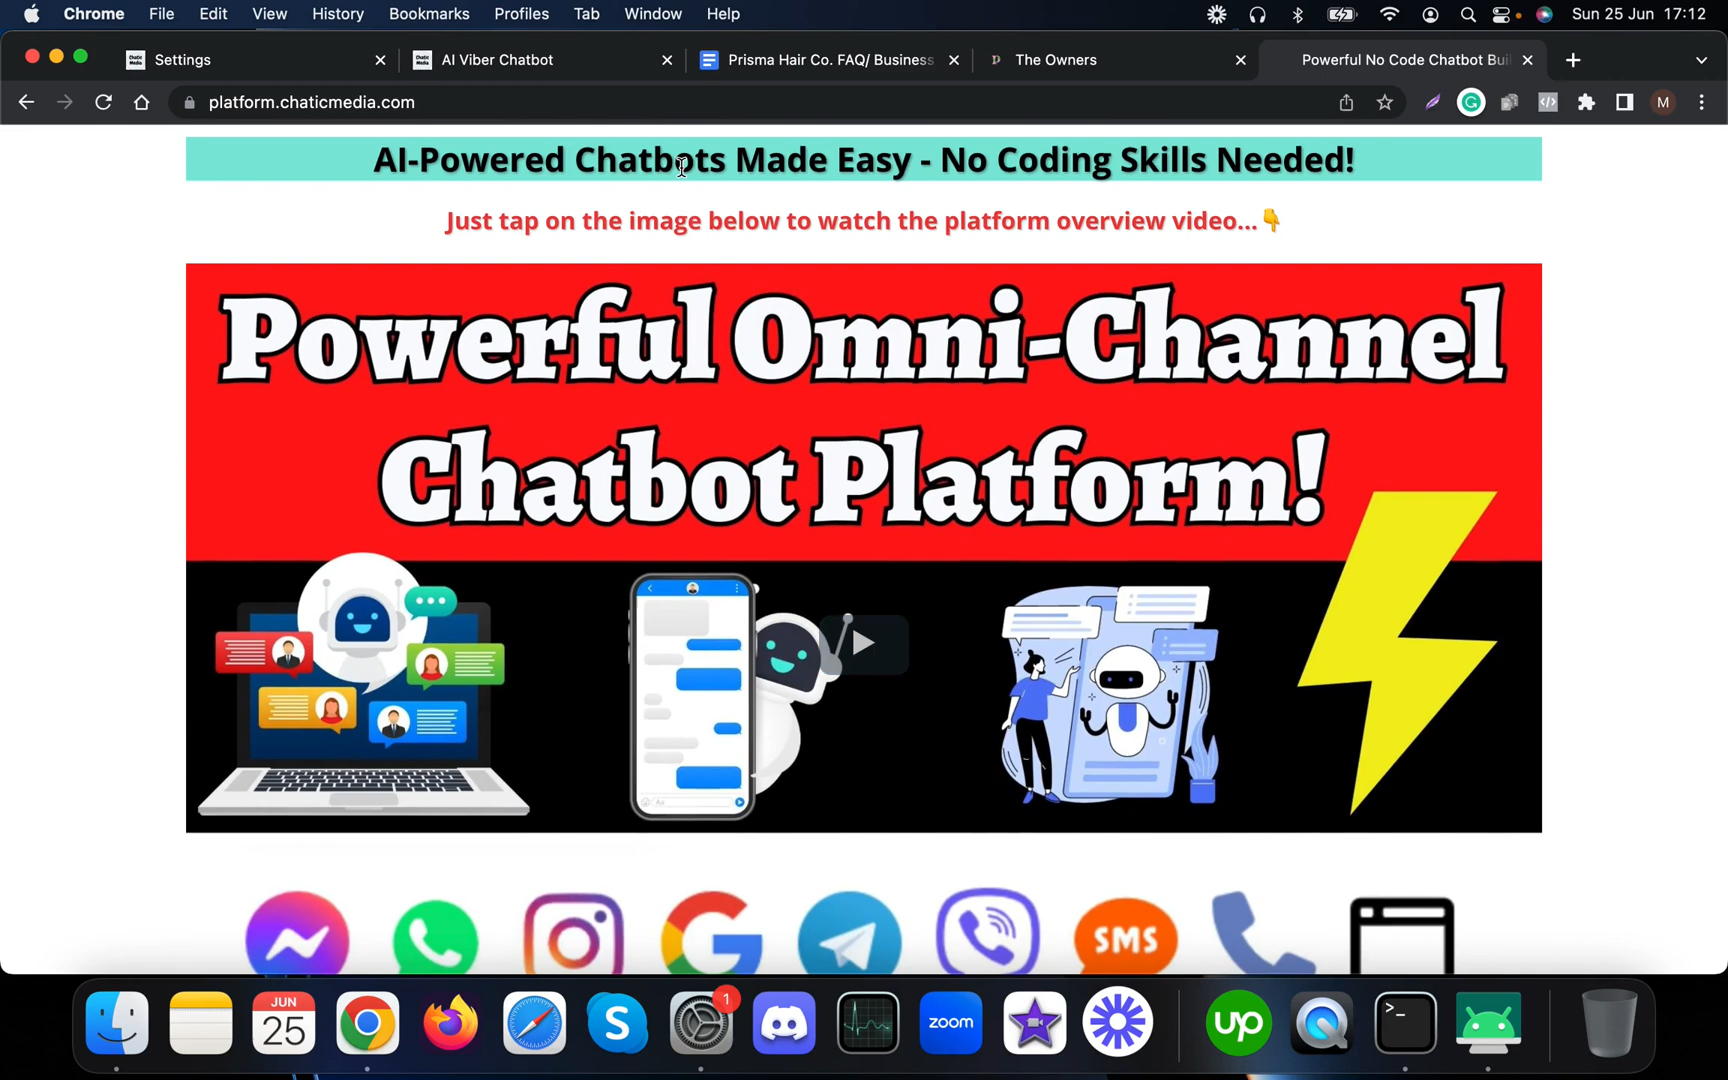 Chrome File Edit View History Bookmarks Profiles Tab Window Help Sun 25 Jun 17:12
Settings AI Viber Chatbot Prisma Hair Co. FAQ/ Business The Owners Powerful No Code Chatbot Buil
platform.chaticmedia.com M
AI-Powered Chatbots Made Easy - No Coding Skills Needed!
Just tap on the image below to watch the platform overview video...👇
Powerful Omni-Channel
Chatbot Platform!
Aa
SMS
JUN
25
S
1
zoom
up
>_